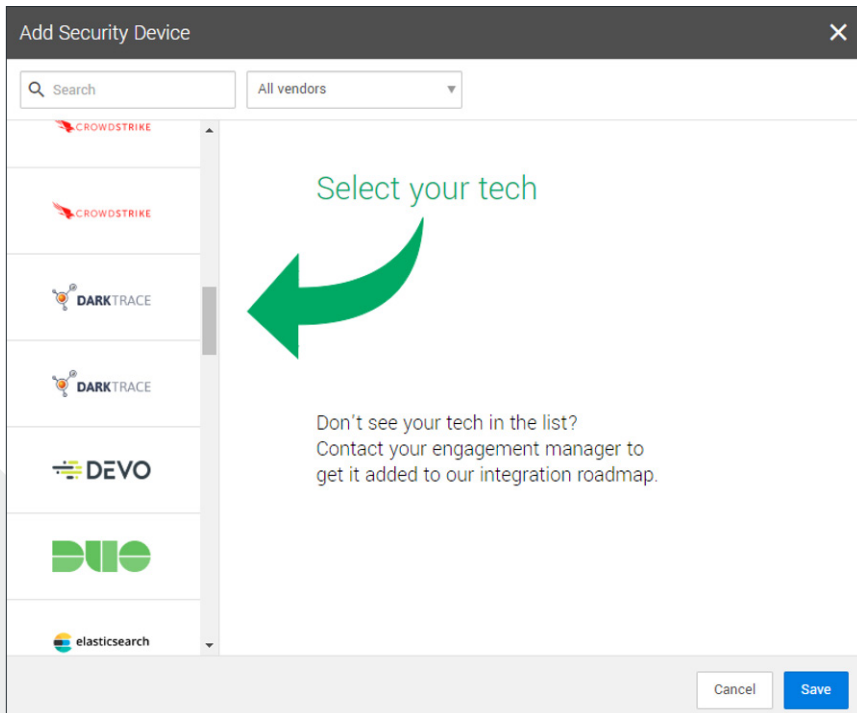 Add Security Device
Search
All vendors
CROWDSTRIKE
CROWDSTRIKE
DARKTRACE
DARKTRACE
DEVO
DUO
elasticsearch
Select your tech
Don't see your tech in the list?
Contact your engagement manager to
get it added to our integration roadmap.
Cancel
Save